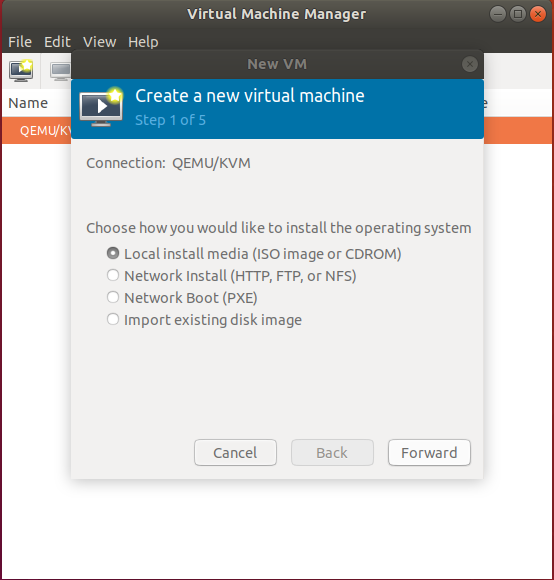 Virtual Machine Manager
File Edit View Help
New VM
Name
Create a new virtual machine
Step 1 of 5
QEMU/KV
Connection: QEMU/KVM
Choose how you would like to install the operating system
Local install media (ISO image or CDROM)
Network Install (HTTP, FTP, or NFS)
Network Boot (PXE)
Import existing disk image
Cancel Back Forward